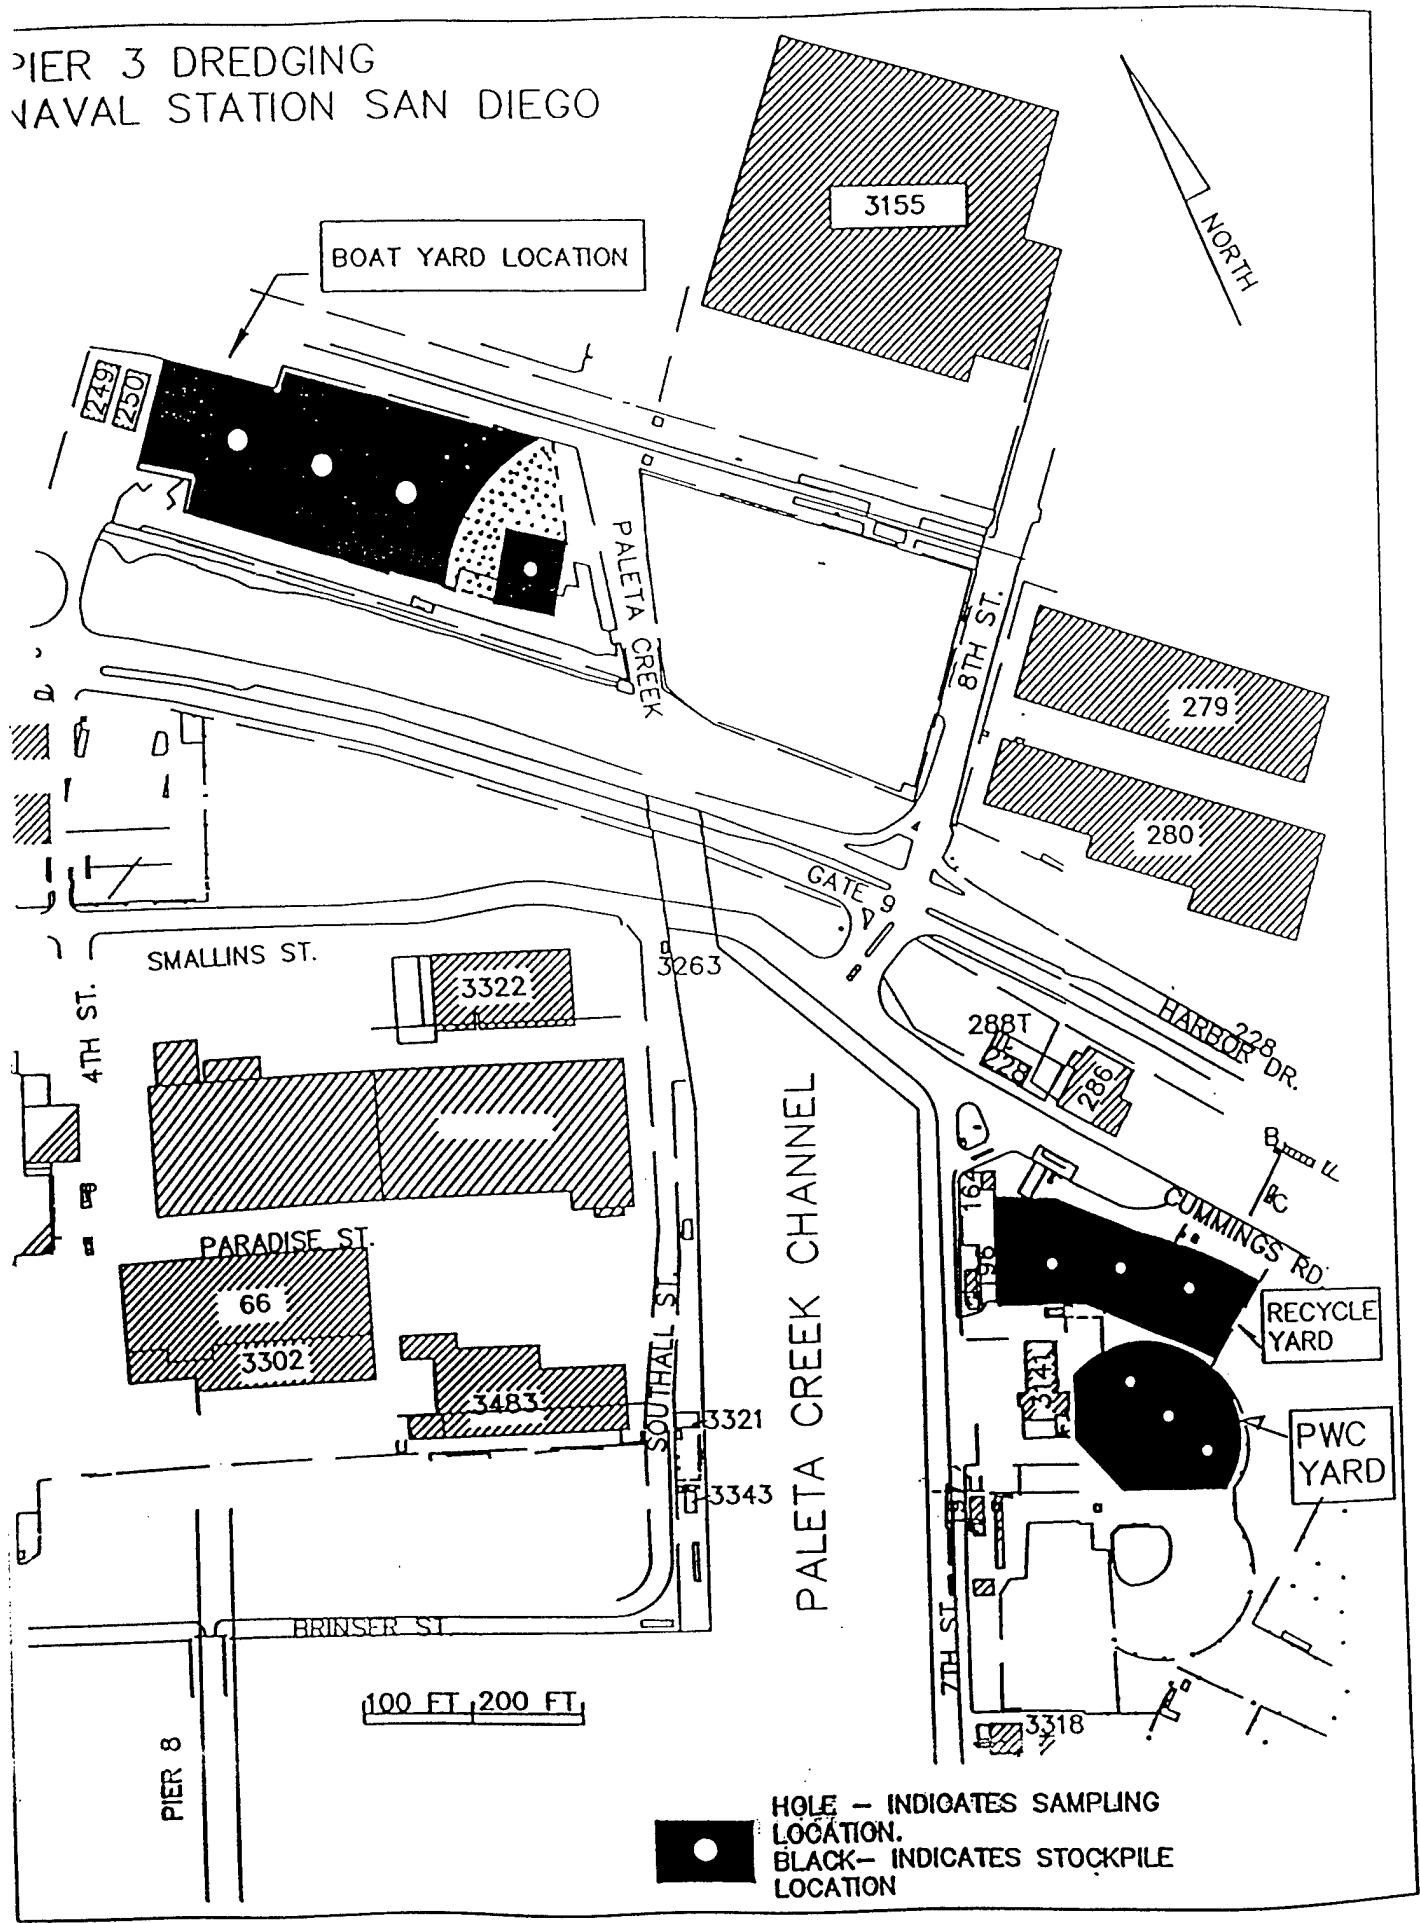 PIER 3 DREDGING
NAVAL STATION SAN DIEGO
3155
NORTH
BOAT YARD LOCATION
249
250
PALETA CREEK
8TH ST.
279
280
GATE 9
SMALLINS ST.
3263
3322
4TH ST.
HARBOR DR.
228
288T
228
286
B
C
PALETA CREEK CHANNEL
164
CUMMINGS RD.
PARADISE ST.
196
66
RECYCLE
YARD
3302
SOUTHALL ST.
3141
3483
3321
PWC
YARD
3343
BRINSER ST.
7TH ST.
100 FT 200 FT
3318
PIER 8
HOLE – INDICATES SAMPLING
LOCATION.
BLACK– INDICATES STOCKPILE
LOCATION